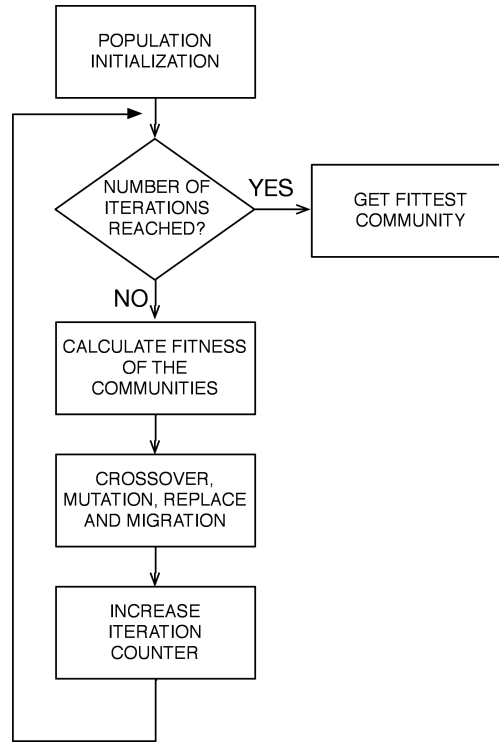 POPULATION
INITIALIZATION
NUMBER OF
ITERATIONS
REACHED?
YES
GET FITTEST
COMMUNITY
NO
CALCULATE FITNESS
OF THE
COMMUNITIES
CROSSOVER,
MUTATION, REPLACE
AND MIGRATION
INCREASE
ITERATION
COUNTER